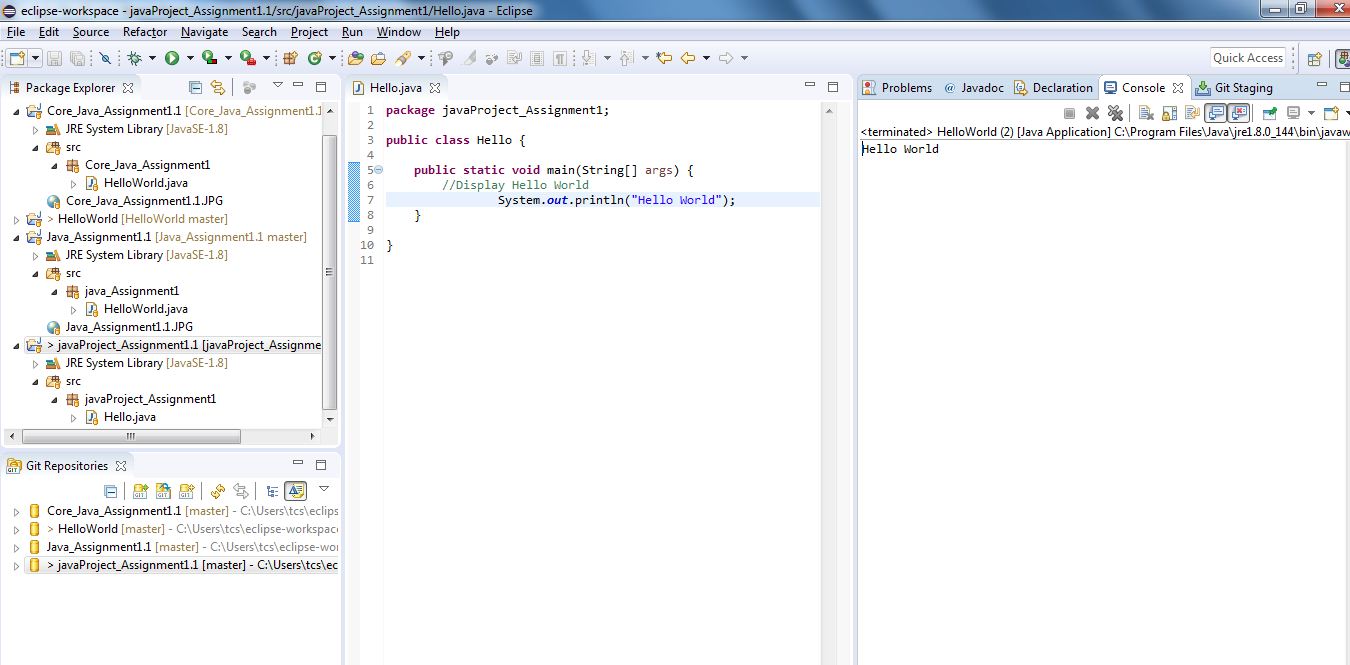 eclipse-workspace - javaProject_Assignment1.1/src/javaProject_Assignment1/Hello.java - Eclipse
File Edit Source Refactor Navigate Search Project Run Window Help
Quick Access
Package Explorer
Core_Java_Assignment1.1 [Core_Java_Assignment1.1
JRE System Library [JavaSE-1.8]
src
Core_Java_Assignment1
HelloWorld.java
Core_Java_Assignment1.1.JPG
> HelloWorld [HelloWorld master]
Java_Assignment1.1 [Java_Assignment1.1 master]
JRE System Library [JavaSE-1.8]
src
java_Assignment1
HelloWorld.java
Java_Assignment1.1.JPG
> javaProject_Assignment1.1 [javaProject_Assignme
JRE System Library [JavaSE-1.8]
src
javaProject_Assignment1
Hello.java
Git Repositories
Core_Java_Assignment1.1 [master] - C:\Users\tcs\eclips
> HelloWorld [master] - C:\Users\tcs\eclipse-workspace
Java_Assignment1.1 [master] - C:\Users\tcs\eclipse-wo
> javaProject_Assignment1.1 [master] - C:\Users\tcs\ec
Hello.java
1 package javaProject_Assignment1;
2
3 public class Hello {
4
5 public static void main(String[] args) {
6 //Display Hello World
7 System.out.println("Hello World");
8 }
9
10 }
11
Problems @ Javadoc Declaration Console Git Staging
<terminated> HelloWorld (2) [Java Application] C:\Program Files\Java\jre1.8.0_144\bin\javaw
Hello World